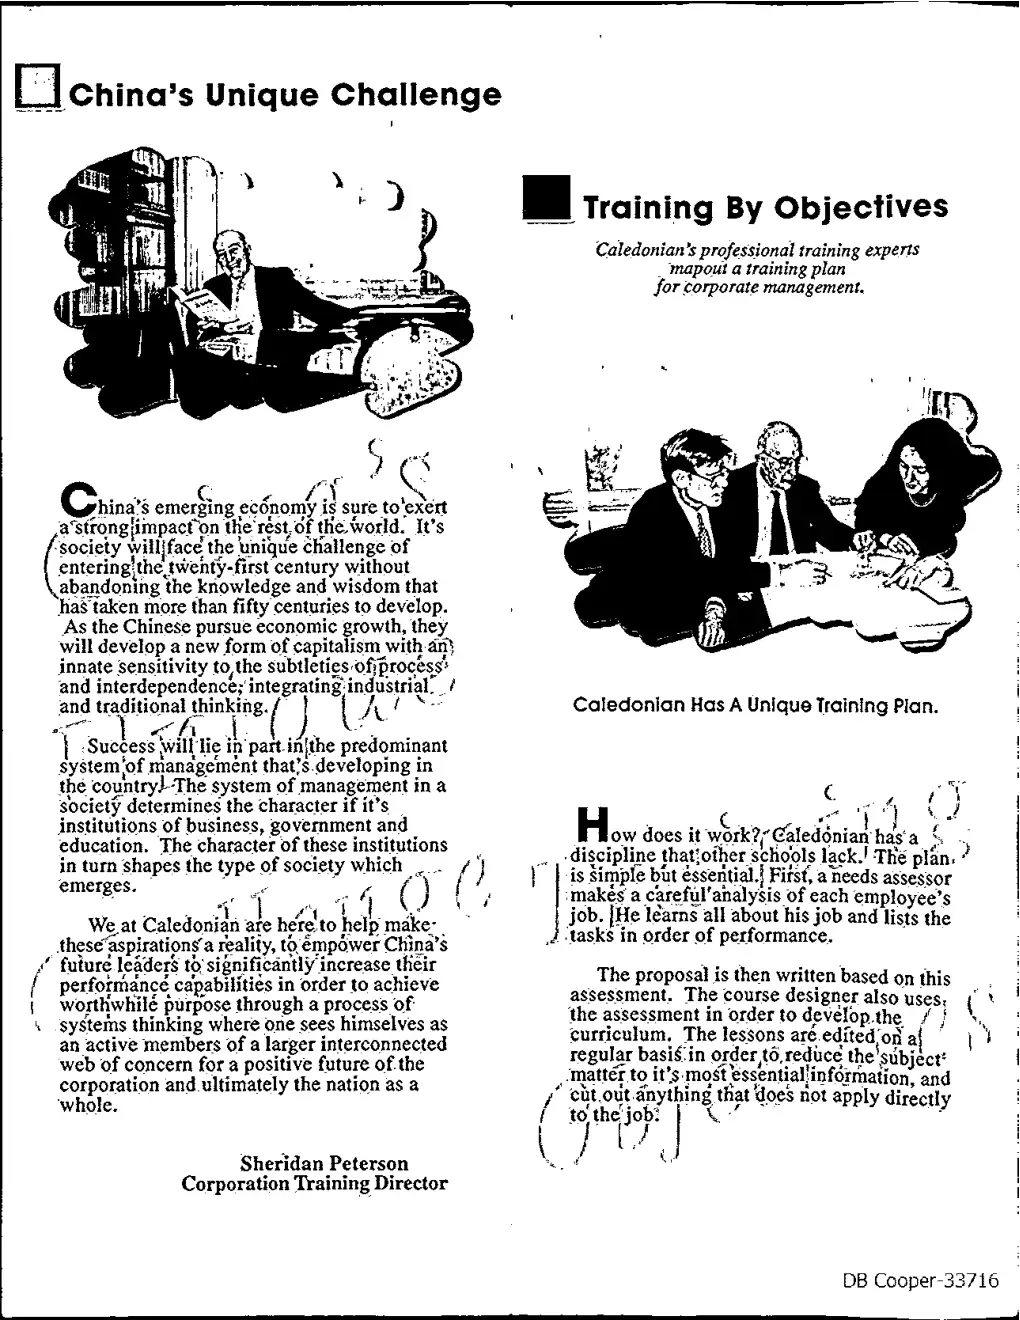 China's Unique Challenge
China's emerging economy is sure to exert
a strong impact on the rest of the world. It's
society will face the unique challenge of
entering the twenty-first century without
abandoning the knowledge and wisdom that
has taken more than fifty centuries to develop.
As the Chinese pursue economic growth, they
will develop a new form of capitalism with an
innate sensitivity to the subtleties of process
and interdependence, integrating industrial
and traditional thinking.
Success will lie in part in the predominant
system of management that's developing in
the country. The system of management in a
society determines the character if it's
institutions of business, government and
education. The character of these institutions
in turn shapes the type of society which
emerges.
We at Caledonian are here to help make
these aspirations a reality, to empower China's
future leaders to significantly increase their
performance capabilities in order to achieve
worthwhile purpose through a process of
systems thinking where one sees himselves as
an active members of a larger interconnected
web of concern for a positive future of the
corporation and ultimately the nation as a
whole.
Sheridan Peterson
Corporation Training Director
Training By Objectives
Caledonian's professional training experts
mapout a training plan
for corporate management.
Caledonian Has A Unique Training Plan.
How does it work? Caledonian has a
discipline that other schools lack. The plan
is simple but essential. First, a needs assessor
makes a careful analysis of each employee's
job. He learns all about his job and lists the
tasks in order of performance.
The proposal is then written based on this
assessment. The course designer also uses
the assessment in order to develop the
curriculum. The lessons are edited on a
regular basis in order to reduce the subject
matter to it's most essential information, and
cut out anything that does not apply directly
to the job.
DB Cooper-33716